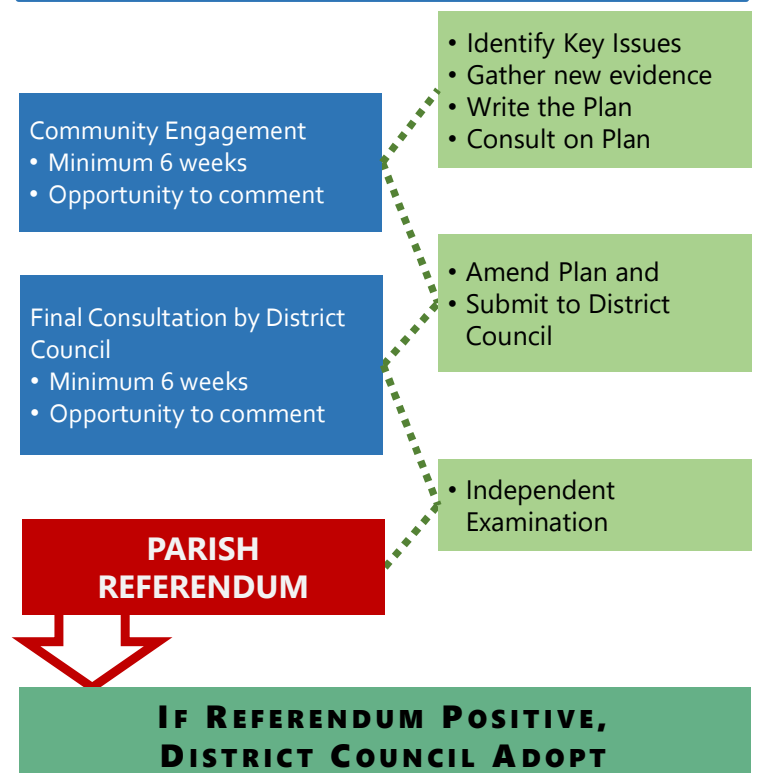 • Identify Key Issues
• Gather new evidence
• Write the Plan
• Consult on Plan
Community Engagement
• Minimum 6 weeks
• Opportunity to comment
• Amend Plan and
• Submit to District
Council
Final Consultation by District
Council
• Minimum 6 weeks
• Opportunity to comment
• Independent
Examination
PARISH
REFERENDUM
IF REFERENDUM POSITIVE,
DISTRICT COUNCIL ADOPT